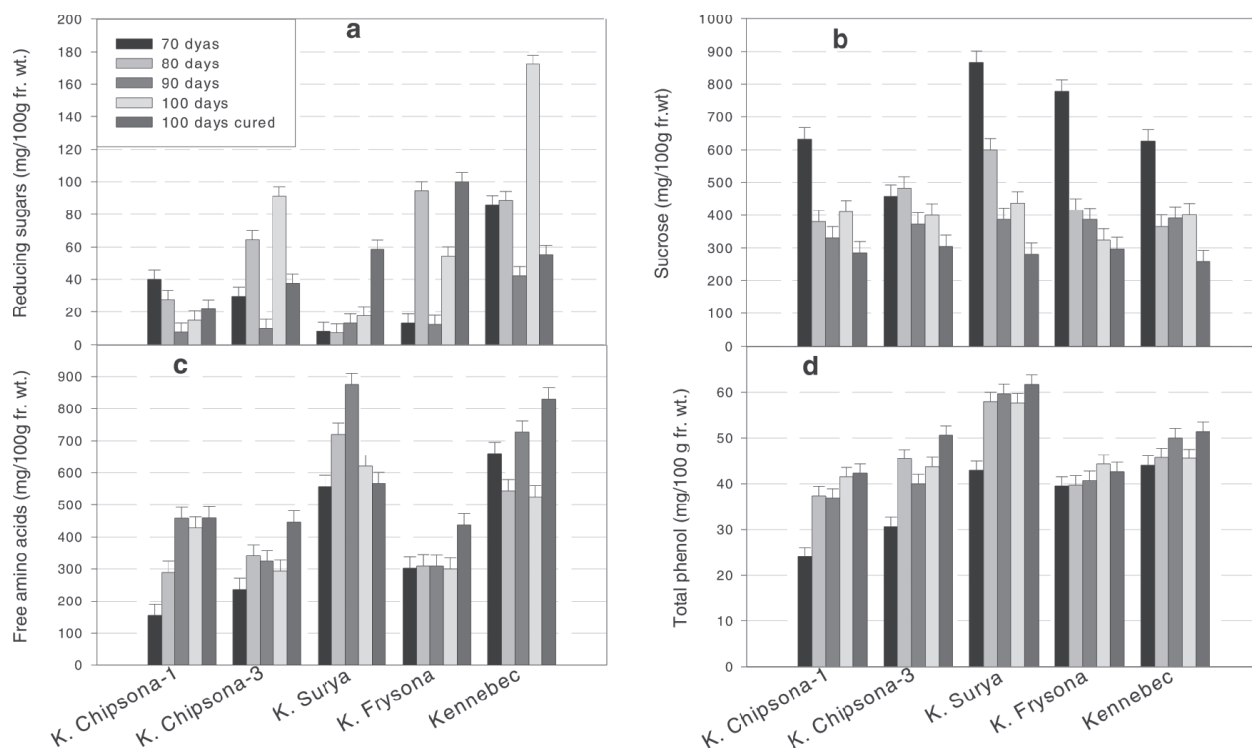 a
Reducing sugars (mg/100g fr. wt.)
200
180
160
140
120
100
80
60
40
20
0
70 dyas
80 days
90 days
100 days
100 days cured
b
Sucrose (mg/100g fr.wt)
1000
900
800
700
600
500
400
300
200
100
0
c
Free amino acids (mg/100g fr. wt.)
900
800
700
600
500
400
300
200
100
0
K. Chipsona-1
K. Chipsona-3
K. Surya
K. Frysona
Kennebec
d
Total phenol (mg/100 g fr. wt.)
60
50
40
30
20
10
0
K. Chipsona-1
K. Chipsona-3
K. Surya
K. Frysona
Kennebec